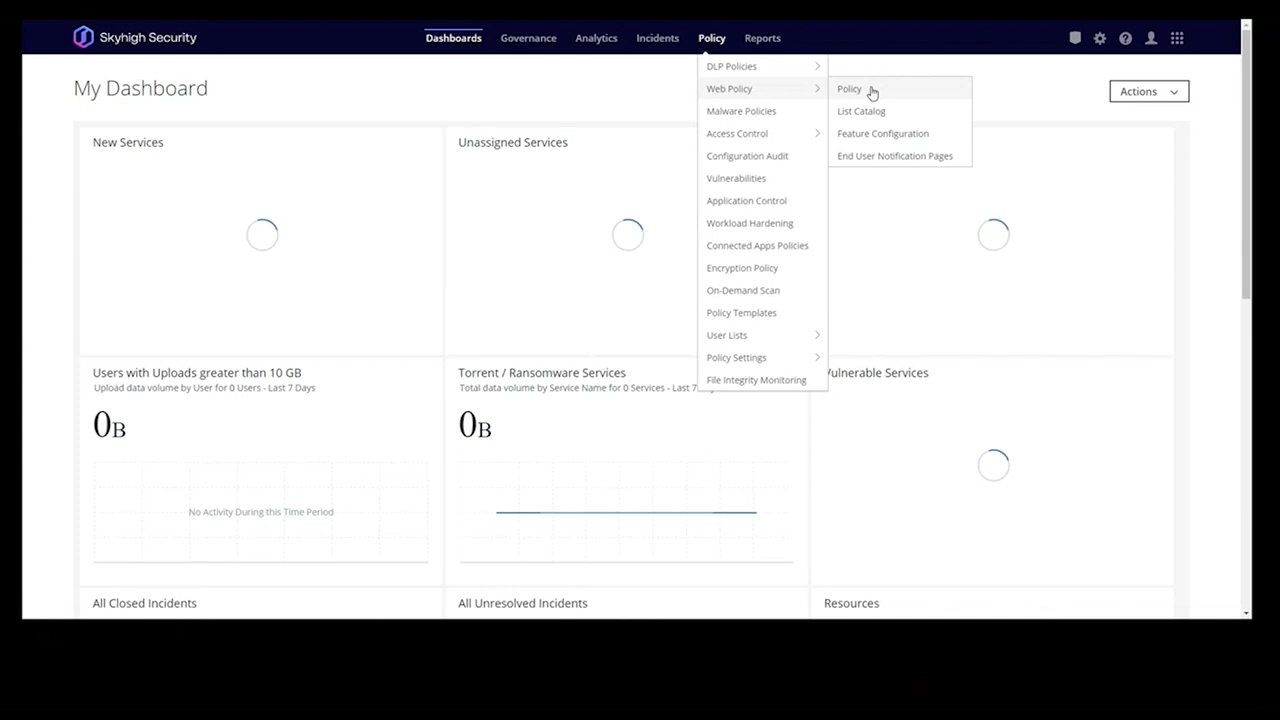 Skyhigh Security
Dashboards
Governance
Analytics
Incidents
Policy
Reports
My Dashboard
Actions
DLP Policies
Web Policy
Malware Policies
Access Control
Configuration Audit
Vulnerabilities
Application Control
Workload Hardening
Connected Apps Policies
Encryption Policy
On-Demand Scan
Policy Templates
User Lists
Policy Settings
File Integrity Monitoring
Policy
List Catalog
Feature Configuration
End User Notification Pages
New Services
Unassigned Services
Users with Uploads greater than 10 GB
Upload data volume by User for 0 Users - Last 7 Days
0B
No Activity During this Time Period
Torrent / Ransomware Services
Total data volume by Service Name for 0 Services - Last 7
0B
Vulnerable Services
All Closed Incidents
All Unresolved Incidents
Resources